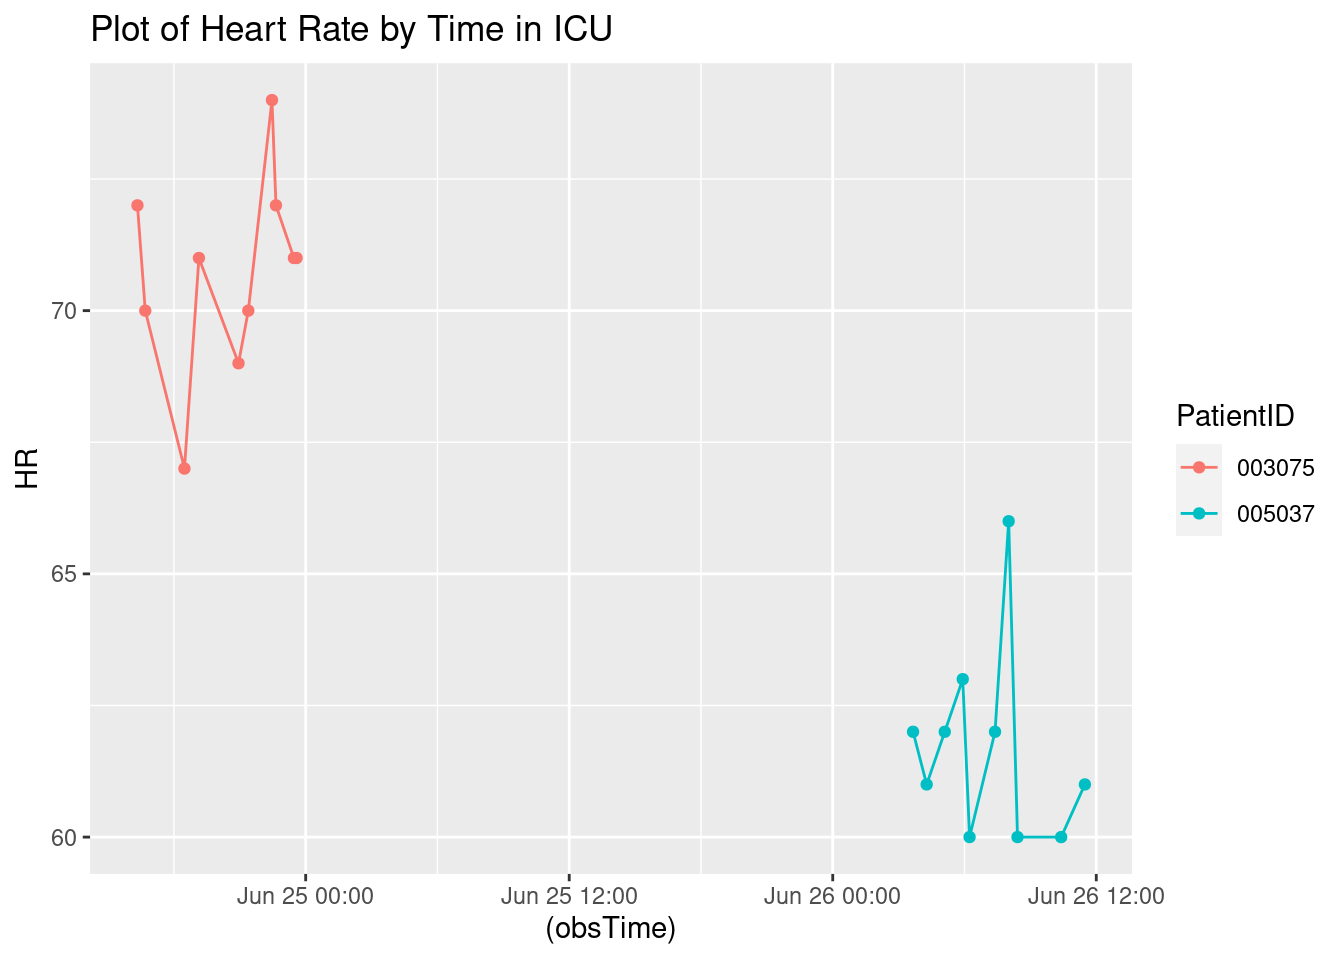 Plot of Heart Rate by Time in ICU
HR
70
65
60
Jun 25 00:00 Jun 25 12:00 Jun 26 00:00 Jun 26 12:00
(obsTime)
PatientID
003075
005037